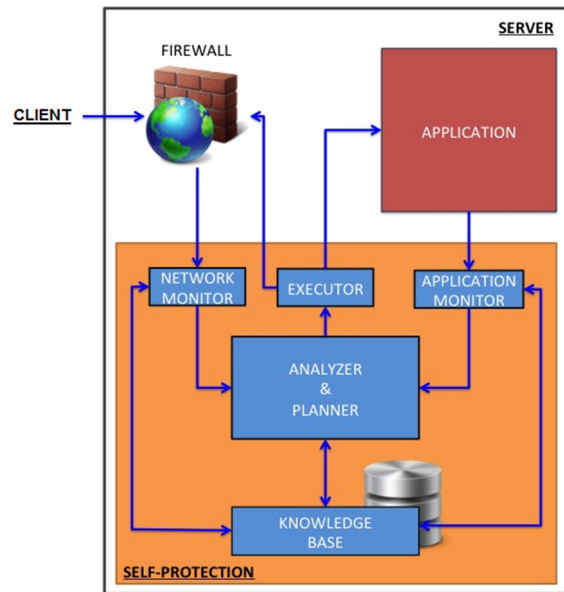 SERVER
FIREWALL
CLIENT
APPLICATION
NETWORK
MONITOR
EXECUTOR
APPLICATION
MONITOR
ANALYZER
&
PLANNER
KNOWLEDGE
BASE
SELF-PROTECTION